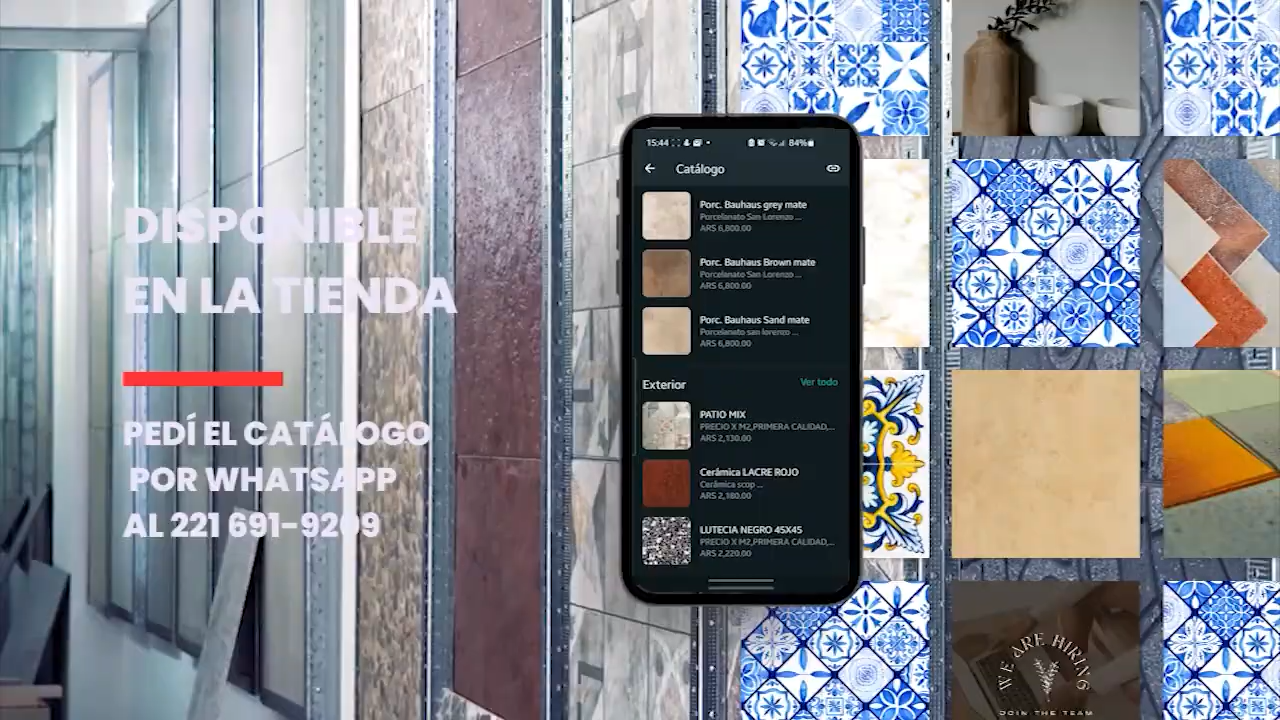 DISPONIBLE
EN LA TIENDA
PEDÍ EL CATÁLOGO
POR WHATSAPP
AL 221 691-9209
15:44
84%
Catálogo
Porc. Bauhaus grey mate
Porcelanato San Lorenzo ...
ARS 6,800.00
Porc. Bauhaus Brown mate
Porcelanato San Lorenzo ...
ARS 6,800.00
Porc. Bauhaus Sand mate
Porcelanato san lorenzo ...
ARS 6,800.00
Exterior
Ver todo
PATIO MIX
PRECIO X M2,PRIMERA CALIDAD,...
ARS 2,130.00
Cerámica LACRE ROJO
Cerámica scop ...
ARS 2,180.00
LUTECIA NEGRO 45X45
PRECIO X M2,PRIMERA CALIDAD,...
ARS 2,220.00
WE ARE HIRING
JOIN THE TEAM